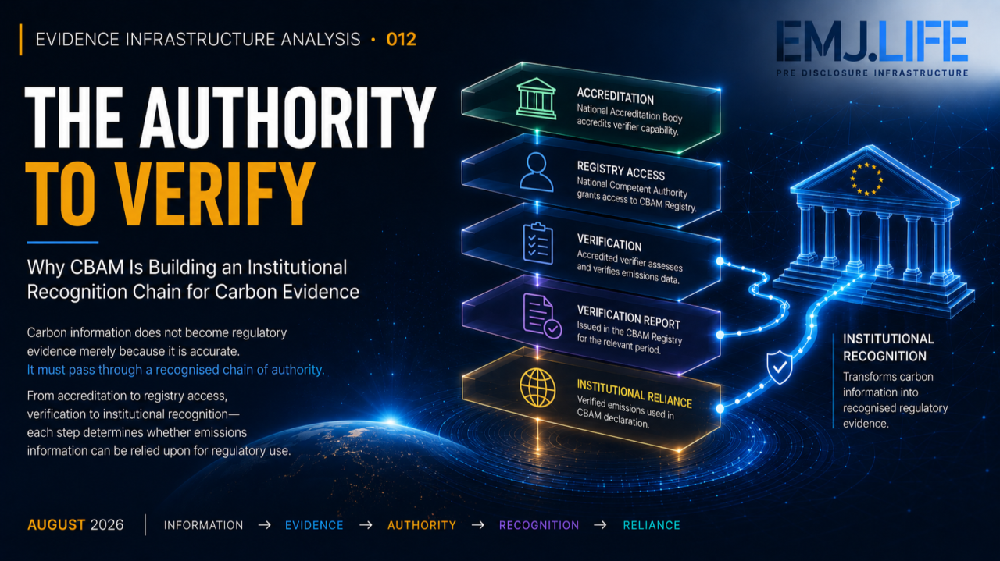 EVIDENCE INFRASTRUCTURE ANALYSIS • 012
EMJ.LIFE
PRE DISCLOSURE INFRASTRUCTURE
THE AUTHORITY
TO VERIFY
Why CBAM Is Building an Institutional
Recognition Chain for Carbon Evidence
Carbon information does not become regulatory
evidence merely because it is accurate.
It must pass through a recognised chain of authority.
From accreditation to registry access,
verification to institutional recognition—
each step determines whether emissions
information can be relied upon for regulatory use.
ACCREDITATION
National Accreditation Body
accredits verifier capability.
REGISTRY ACCESS
National Competent Authority
grants access to CBAM Registry.
VERIFICATION
Accredited verifier assesses
and verifies emissions data.
VERIFICATION REPORT
Issued in the CBAM Registry
for the relevant period.
INSTITUTIONAL RELIANCE
Verified emissions used in
CBAM declaration.
INSTITUTIONAL
RECOGNITION
Transforms carbon
information into
recognised regulatory
evidence.
AUGUST 2026
INFORMATION → EVIDENCE → AUTHORITY → RECOGNITION → RELIANCE